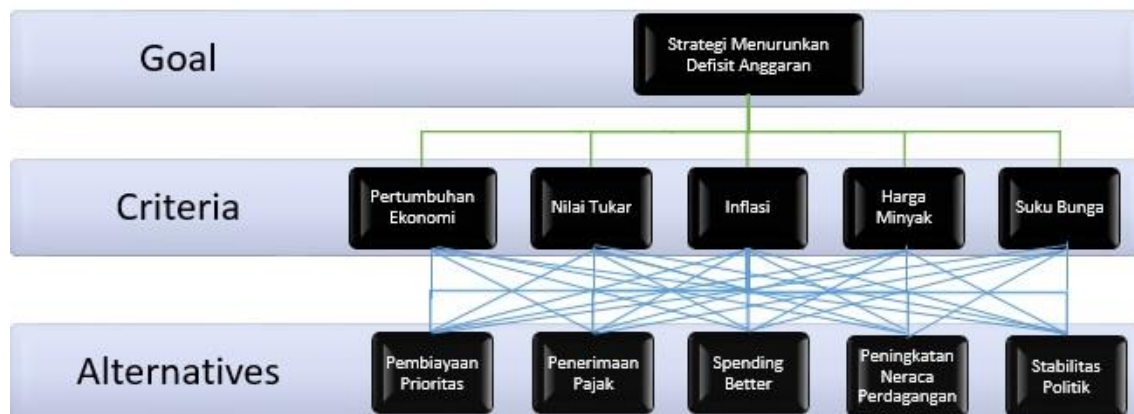 Goal
Strategi Menurunkan
Defisit Anggaran
Criteria
Pertumbuhan
Ekonomi
Nilai Tukar
Inflasi
Harga
Minyak
Suku Bunga
Alternatives
Pembiayaan
Prioritas
Penerimaan
Pajak
Spending
Better
Peningkatan
Neraca
Perdagangan
Stabilitas
Politik